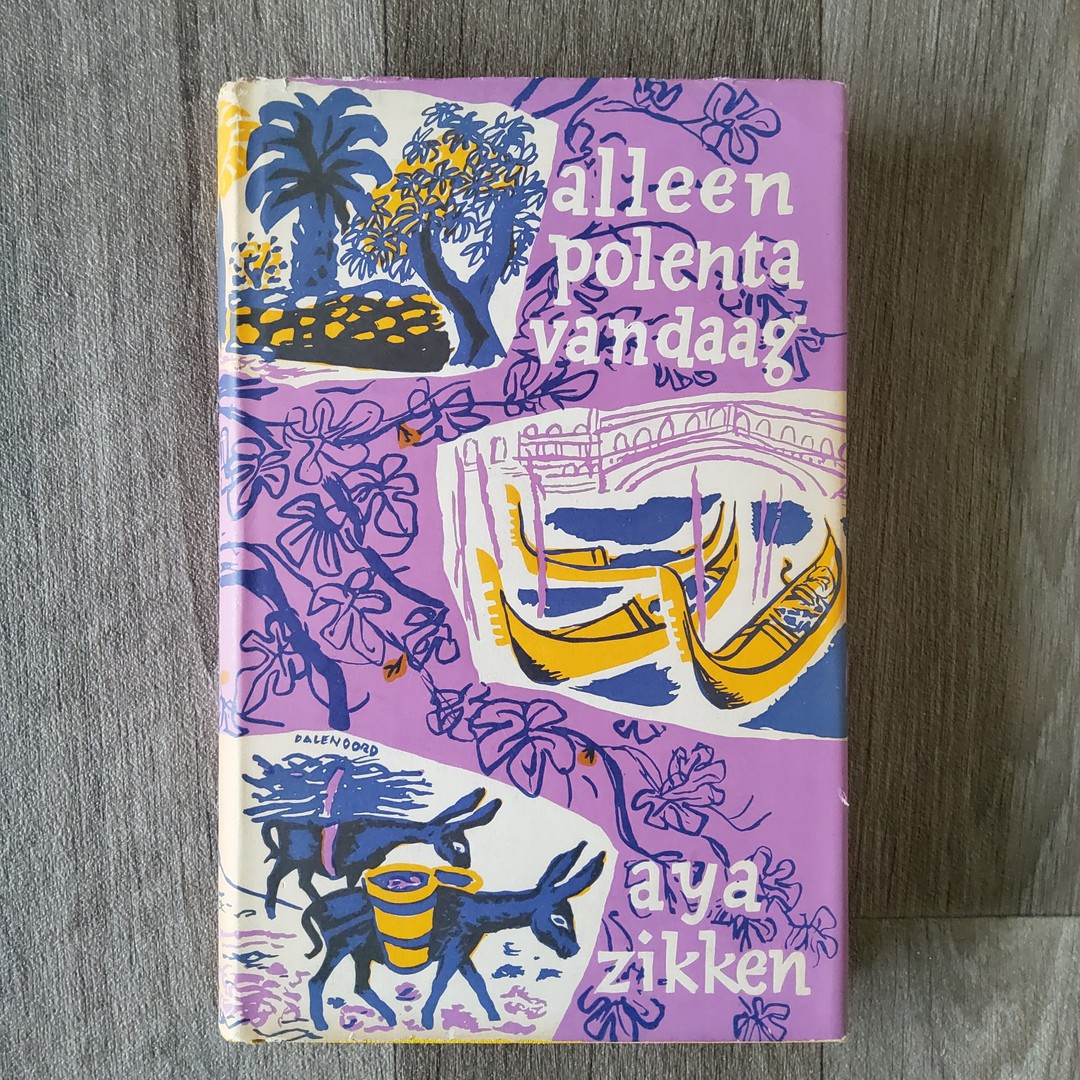 alleen
polenta
vandaag
DALENOORD
aya
zikken